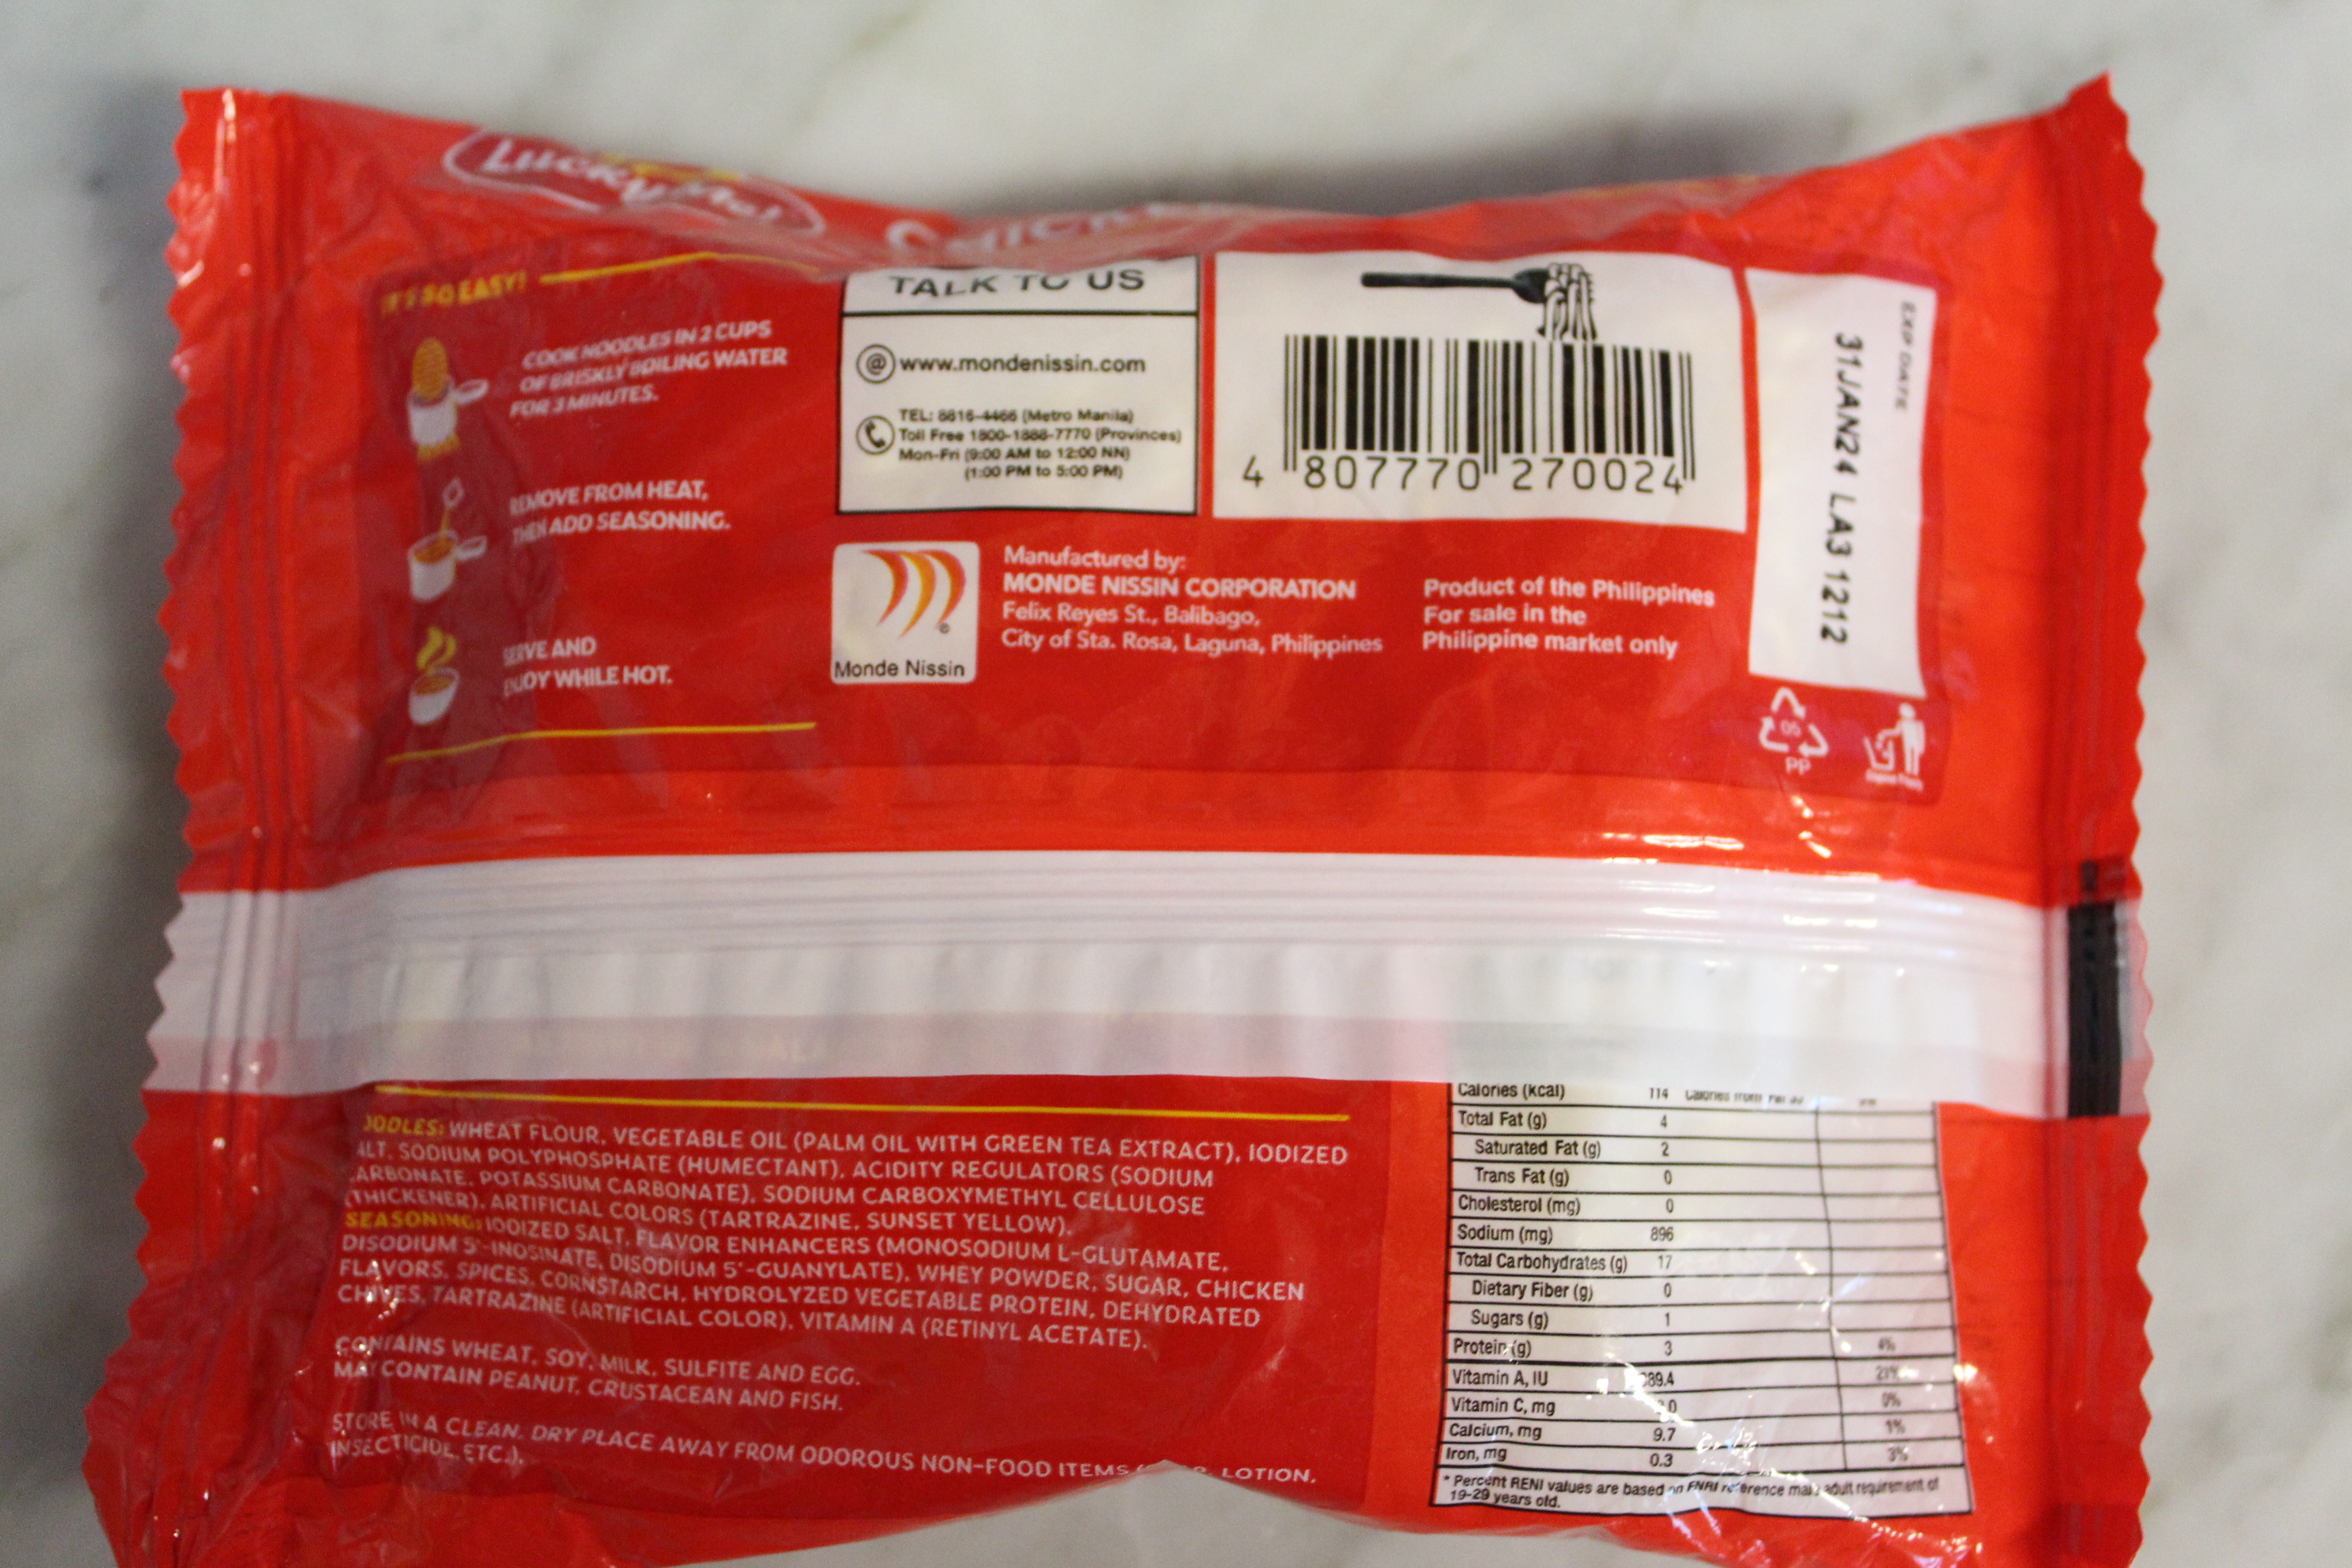 Lucky Me!
IT'S SO EASY!
COOK NOODLES IN 2 CUPS
OF BRISKLY BOILING WATER
FOR 3 MINUTES.
REMOVE FROM HEAT,
THEN ADD SEASONING.
SERVE AND
ENJOY WHILE HOT.
TALK TO US
@ www.mondenissin.com
TEL: 8816-4466 (Metro Manila)
Toll Free 1800-1888-7770 (Provinces)
Mon-Fri (9:00 AM to 12:00 NN)
(1:00 PM to 5:00 PM)
4 807770 270024
EXP DATE
31JAN24 LA3 1212
Monde Nissin
Manufactured by:
MONDE NISSIN CORPORATION
Felix Reyes St., Balibago,
City of Sta. Rosa, Laguna, Philippines
Product of the Philippines
For sale in the
Philippine market only
05
PP
OODLES: WHEAT FLOUR, VEGETABLE OIL (PALM OIL WITH GREEN TEA EXTRACT), IODIZED
ALT, SODIUM POLYPHOSPHATE (HUMECTANT), ACIDITY REGULATORS (SODIUM
CARBONATE, POTASSIUM CARBONATE), SODIUM CARBOXYMETHYL CELLULOSE
(THICKENER), ARTIFICIAL COLORS (TARTRAZINE, SUNSET YELLOW).
SEASONING: IODIZED SALT, FLAVOR ENHANCERS (MONOSODIUM L-GLUTAMATE,
DISODIUM 5'-INOSINATE, DISODIUM 5'-GUANYLATE), WHEY POWDER, SUGAR, CHICKEN
FLAVORS, SPICES, CORNSTARCH, HYDROLYZED VEGETABLE PROTEIN, DEHYDRATED
CHIVES, TARTRAZINE (ARTIFICIAL COLOR), VITAMIN A (RETINYL ACETATE).
CONTAINS WHEAT, SOY, MILK, SULFITE AND EGG.
MAY CONTAIN PEANUT, CRUSTACEAN AND FISH.
STORE IN A CLEAN, DRY PLACE AWAY FROM ODOROUS NON-FOOD ITEMS LOTION,
INSECTICIDE, ETC.).
Calories (kcal) 114 Calories from Fat
Total Fat (g) 4
Saturated Fat (g) 2
Trans Fat (g) 0
Cholesterol (mg) 0
Sodium (mg) 896
Total Carbohydrates (g) 17
Dietary Fiber (g) 0
Sugars (g) 1
Protein (g) 3 4%
Vitamin A, IU 89.4
Vitamin C, mg 0%
Calcium, mg 9.7 1%
Iron, mg 0.3 3%
* Percent RENI values are based on FNRI reference male adult requirement of
19-29 years old.